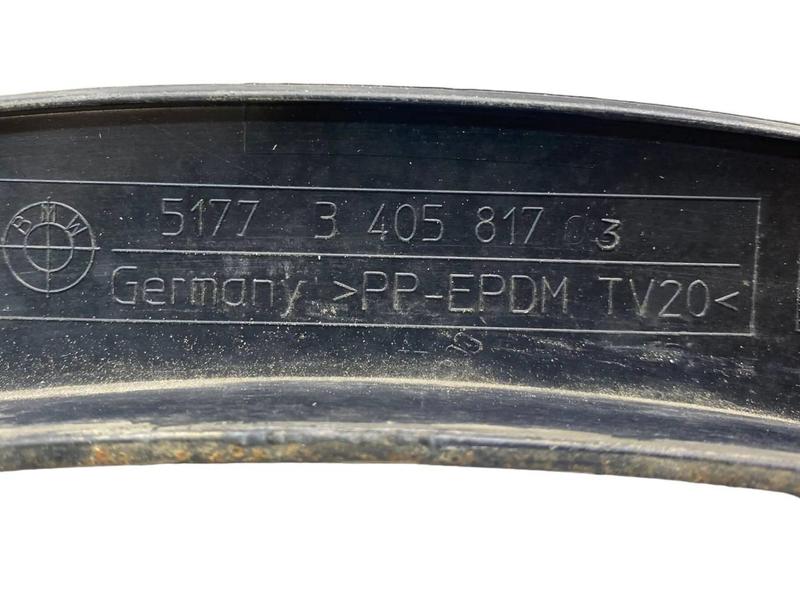 BMW
5177 3 405 817 03
Germany >PP-EPDM TV20<